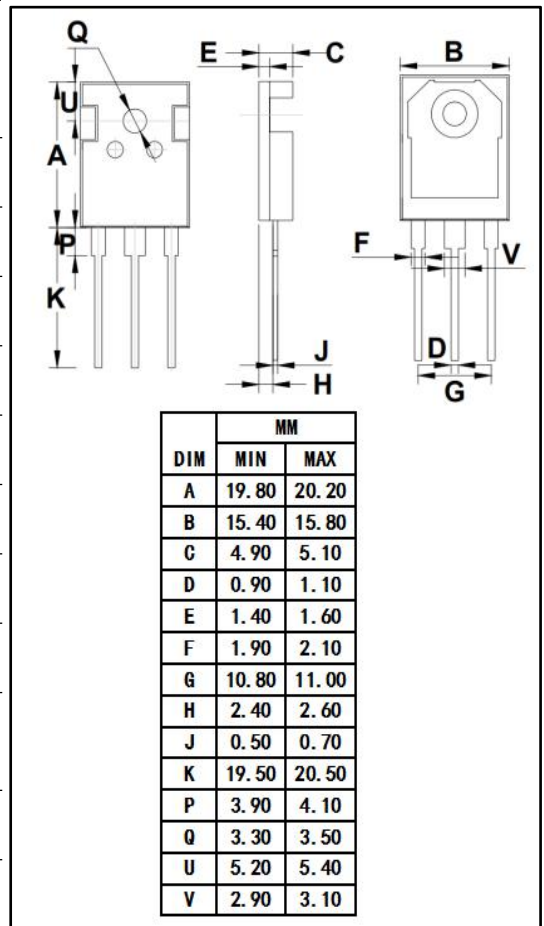 Q
E
C
B
U
A
P
K
F
V
J
H
D
G
MM
DIM MIN MAX
A 19.80 20.20
B 15.40 15.80
C 4.90 5.10
D 0.90 1.10
E 1.40 1.60
F 1.90 2.10
G 10.80 11.00
H 2.40 2.60
J 0.50 0.70
K 19.50 20.50
P 3.90 4.10
Q 3.30 3.50
U 5.20 5.40
V 2.90 3.10